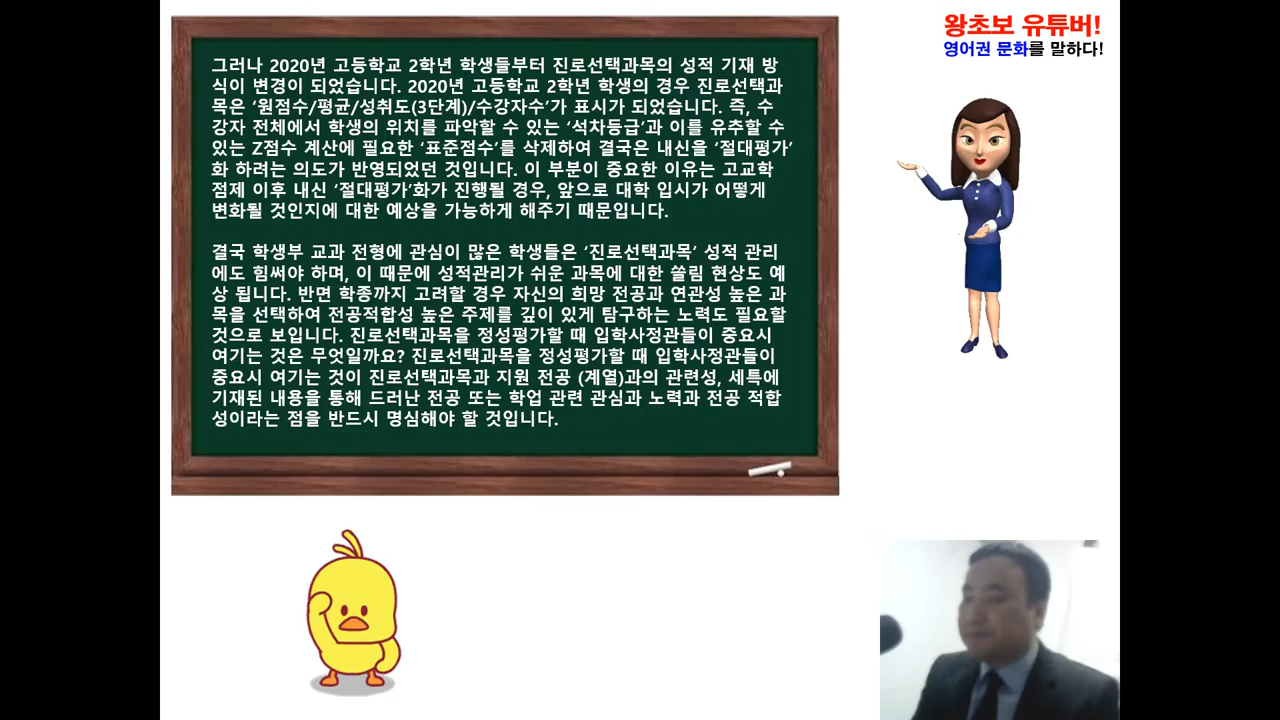 왕초보 유튜버!
영어권 문화를 말하다!
그러나 2020년 고등학교 2학년 학생들부터 진로선택과목의 성적 기재 방
식이 변경이 되었습니다. 2020년 고등학교 2학년 학생의 경우 진로선택과
목은 ‘원점수/평균/성취도(3단계)/수강자수’가 표시가 되었습니다. 즉, 수
강자 전체에서 학생의 위치를 파악할 수 있는 ‘석차등급’과 이를 유추할 수
있는 Z점수 계산에 필요한 ‘표준점수’를 삭제하여 결국은 내신을 ‘절대평가’
화 하려는 의도가 반영되었던 것입니다. 이 부분이 중요한 이유는 고교학
점제 이후 내신 ‘절대평가’화가 진행될 경우, 앞으로 대학 입시가 어떻게
변화될 것인지에 대한 예상을 가능하게 해주기 때문입니다.
결국 학생부 교과 전형에 관심이 많은 학생들은 ‘진로선택과목’ 성적 관리
에도 힘써야 하며, 이 때문에 성적관리가 쉬운 과목에 대한 쏠림 현상도 예
상 됩니다. 반면 학종까지 고려할 경우 자신의 희망 전공과 연관성 높은 과
목을 선택하여 전공적합성 높은 주제를 깊이 있게 탐구하는 노력도 필요할
것으로 보입니다. 진로선택과목을 정성평가할 때 입학사정관들이 중요시
여기는 것은 무엇일까요? 진로선택과목을 정성평가할 때 입학사정관들이
중요시 여기는 것이 진로선택과목과 지원 전공 (계열)과의 관련성, 세특에
기재된 내용을 통해 드러난 전공 또는 학업 관련 관심과 노력과 전공 적합
성이라는 점을 반드시 명심해야 할 것입니다.